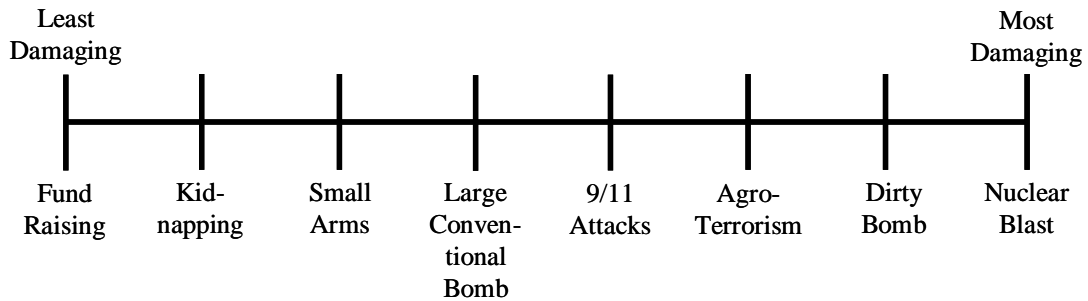 Least
Damaging
Most
Damaging
Fund
Raising
Kid-
napping
Small
Arms
Large
Conven-
tional
Bomb
9/11
Attacks
Agro-
Terrorism
Dirty
Bomb
Nuclear
Blast